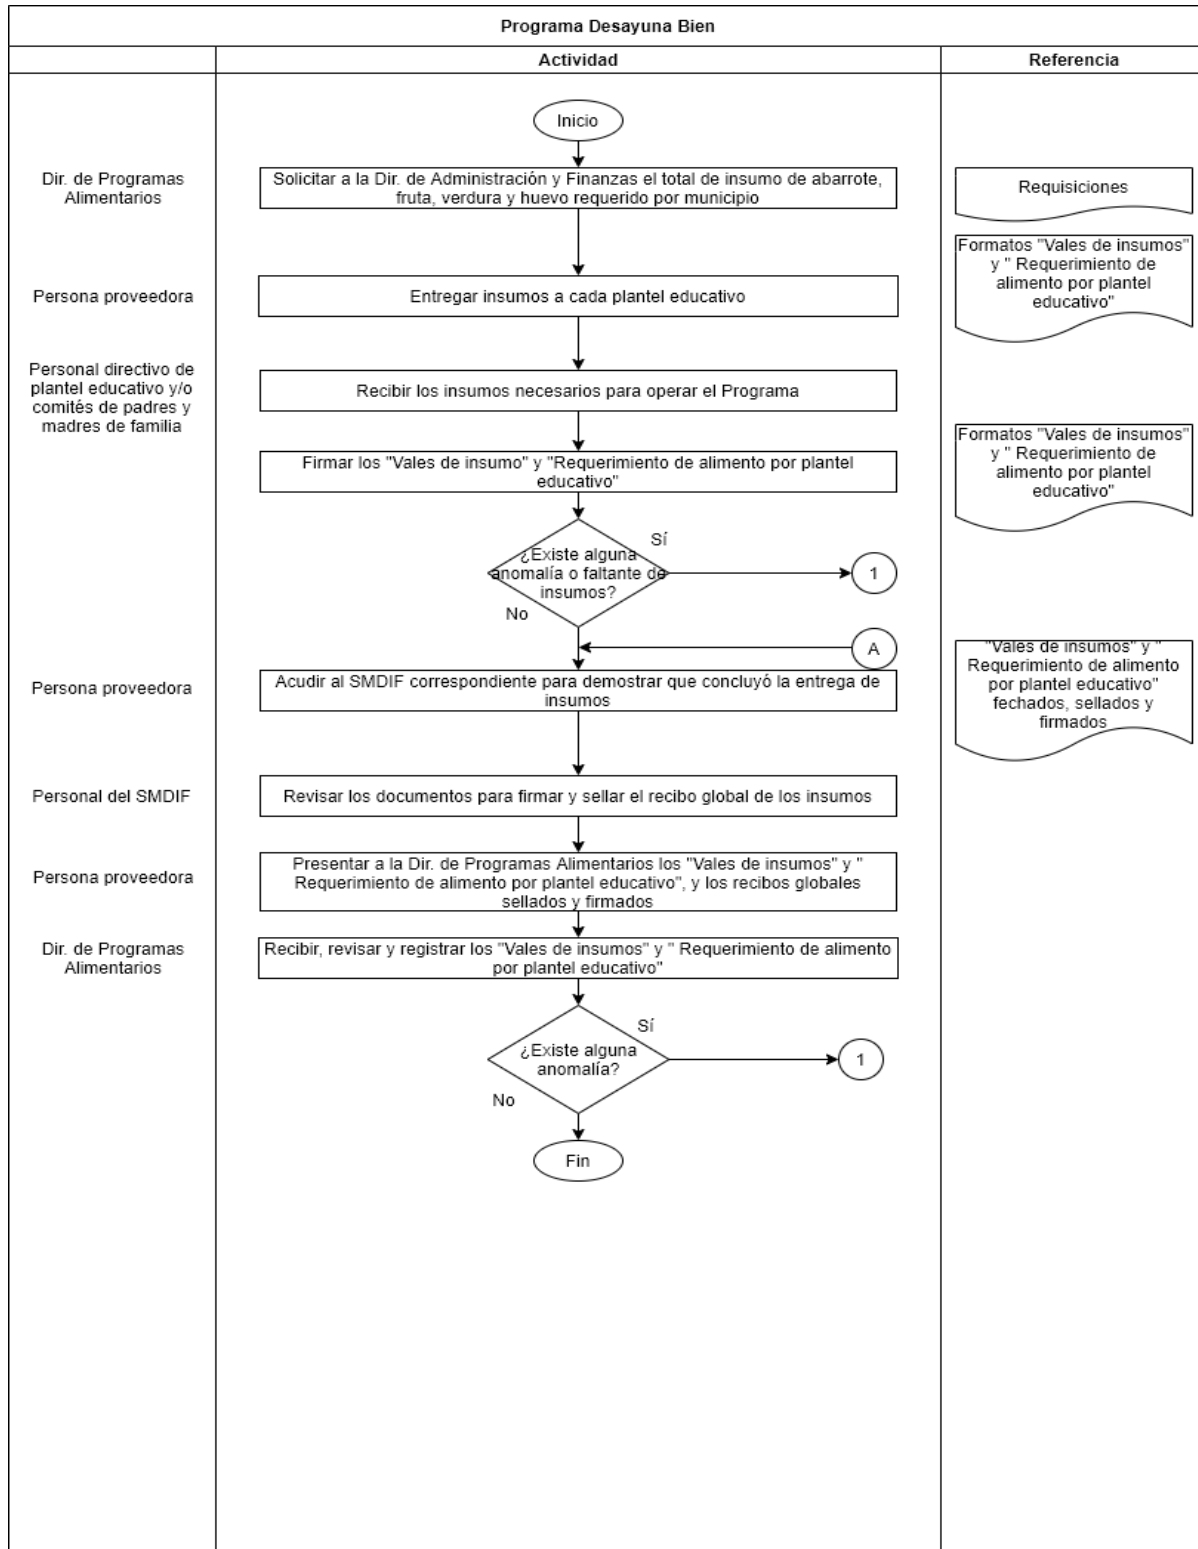 Programa Desayuna Bien
Actividad
Referencia
Inicio
Dir. de Programas
Alimentarios
Solicitar a la Dir. de Administración y Finanzas el total de insumo de abarrote,
fruta, verdura y huevo requerido por municipio
Requisiciones
Formatos "Vales de insumos"
y " Requerimiento de
alimento por plantel
educativo"
Persona proveedora
Entregar insumos a cada plantel educativo
Personal directivo de
plantel educativo y/o
comités de padres y
madres de familia
Recibir los insumos necesarios para operar el Programa
Firmar los "Vales de insumo" y "Requerimiento de alimento por plantel
educativo"
Formatos "Vales de insumos"
y " Requerimiento de
alimento por plantel
educativo"
¿Existe alguna
anomalía o faltante de
insumos?
Sí
1
No
A
Persona proveedora
Acudir al SMDIF correspondiente para demostrar que concluyó la entrega de
insumos
"Vales de insumos" y "
Requerimiento de alimento
por plantel educativo"
fechados, sellados y
firmados
Personal del SMDIF
Revisar los documentos para firmar y sellar el recibo global de los insumos
Persona proveedora
Presentar a la Dir. de Programas Alimentarios los "Vales de insumos" y "
Requerimiento de alimento por plantel educativo", y los recibos globales
sellados y firmados
Dir. de Programas
Alimentarios
Recibir, revisar y registrar los "Vales de insumos" y " Requerimiento de alimento
por plantel educativo"
¿Existe alguna
anomalía?
Sí
1
No
Fin